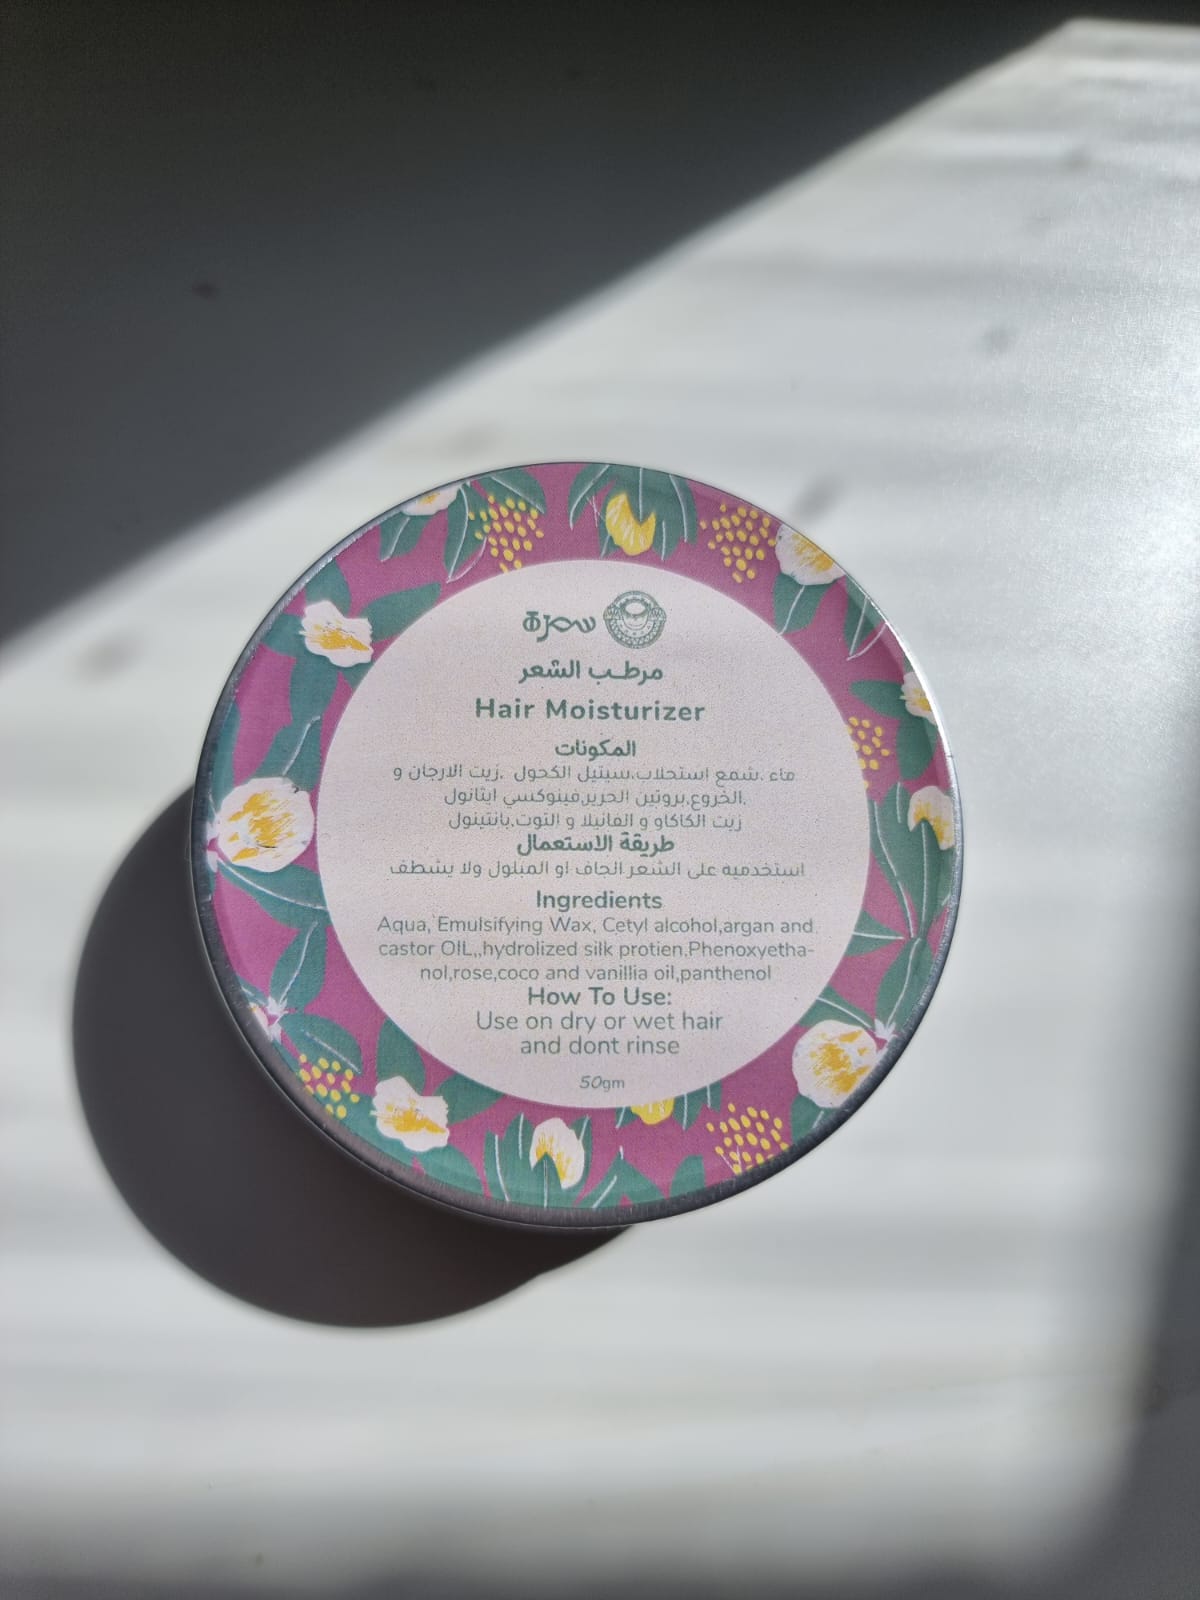 سمزة
مرطب الشعر
Hair Moisturizer
المكونات
ماء ،شمع استحلاب،سيتيل الكحول ،زيت الارجان و
الخروع,بروتين الحرير,فينوكسي ايثانول,
زيت الكاكاو و الفانيلا و التوت,بانتينول
طريقة الاستعمال
استخدميه على الشعر الجاف او المبلول ولا يشطف
Ingredients
Aqua, Emulsifying Wax, Cetyl alcohol,argan and
castor OIL,,hydrolized silk protien,Phenoxyetha-
nol,rose,coco and vanillia oil,panthenol
How To Use:
Use on dry or wet hair
and dont rinse
50gm